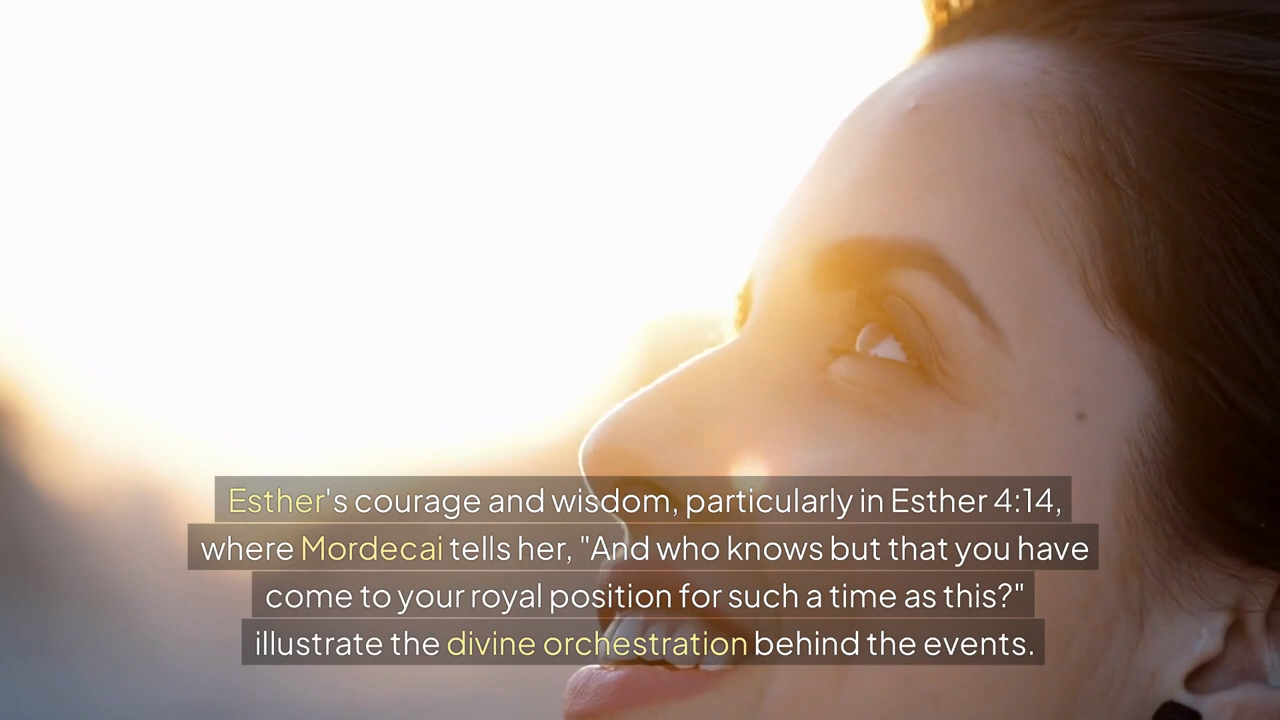 Esther's courage and wisdom, particularly in Esther 4:14,
where Mordecai tells her, "And who knows but that you have
come to your royal position for such a time as this?"
illustrate the divine orchestration behind the events.